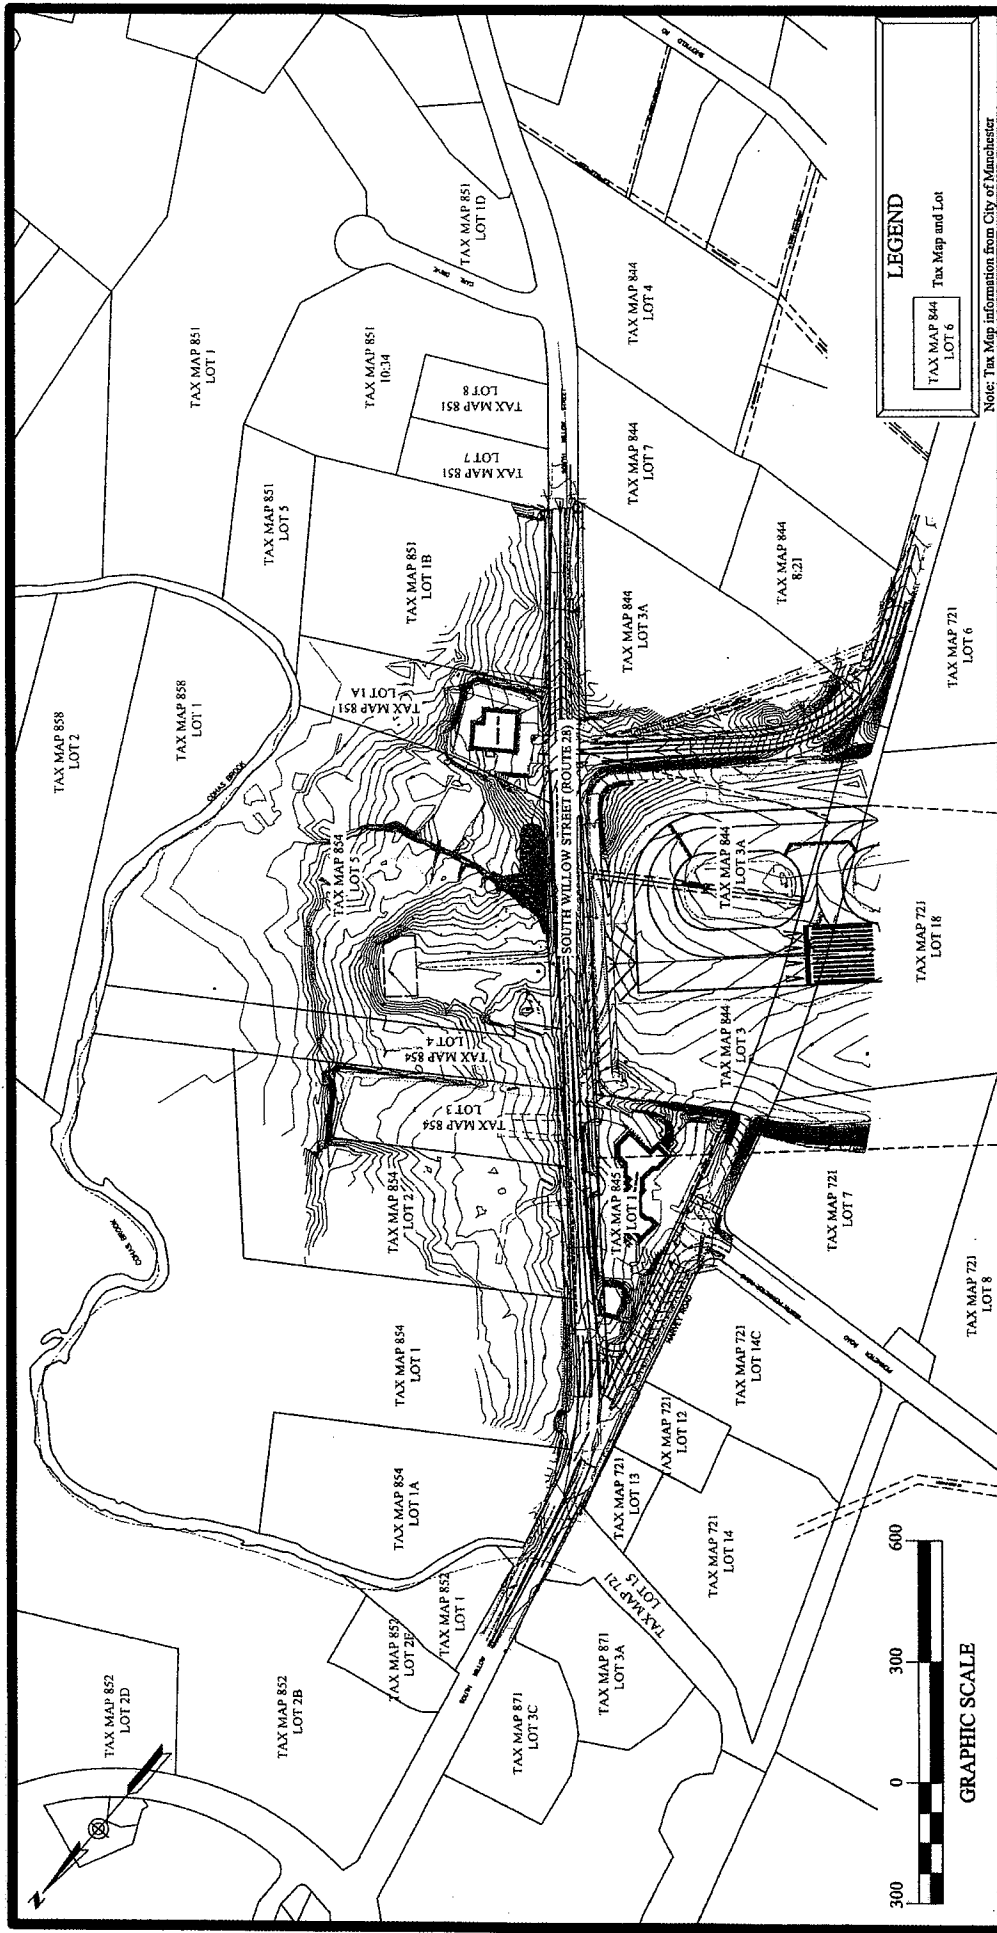 TAX MAP 852
LOT 2D
TAX MAP 852
LOT 2B
TAX MAP 852
LOT 2E
TAX MAP 852
LOT 1
TAX MAP 871
LOT 3C
TAX MAP 871
LOT 3A
TAX MAP 721
LOT 15
TAX MAP 721
LOT 14
TAX MAP 721
LOT 13
TAX MAP 721
LOT 12
TAX MAP 721
LOT 14C
TAX MAP 854
LOT 1A
TAX MAP 854
LOT 1
TAX MAP 854
LOT 2
TAX MAP 854
LOT 3
TAX MAP 854
LOT 4
TAX MAP 854
LOT 5
TAX MAP 858
LOT 2
TAX MAP 858
LOT 1
COHAS BROOK
COHAS BROOK
TAX MAP 845
LOT 1
HARVEY ROAD
SOUTH WILLOW STREET (ROUTE 28)
TAX MAP 844
LOT 3
TAX MAP 844
LOT 3A
TAX MAP 721
LOT 7
TAX MAP 721
LOT 8
TAX MAP 721
LOT 18
TAX MAP 721
LOT 6
TAX MAP 851
LOT 1A
TAX MAP 851
LOT 1B
TAX MAP 851
LOT 5
TAX MAP 851
LOT 7
TAX MAP 851
LOT 8
TAX MAP 851
10:34
TAX MAP 851
LOT 1
TAX MAP 851
LOT 1D
TAX MAP 844
LOT 3A
TAX MAP 844
8:21
TAX MAP 844
LOT 7
TAX MAP 844
LOT 4
SOUTH WILLOW STREET
SHEFFIELD RD
N
300 0 300 600
GRAPHIC SCALE
LEGEND
TAX MAP 844
LOT 6
Tax Map and Lot
Note: Tax Map information from City of Manchester